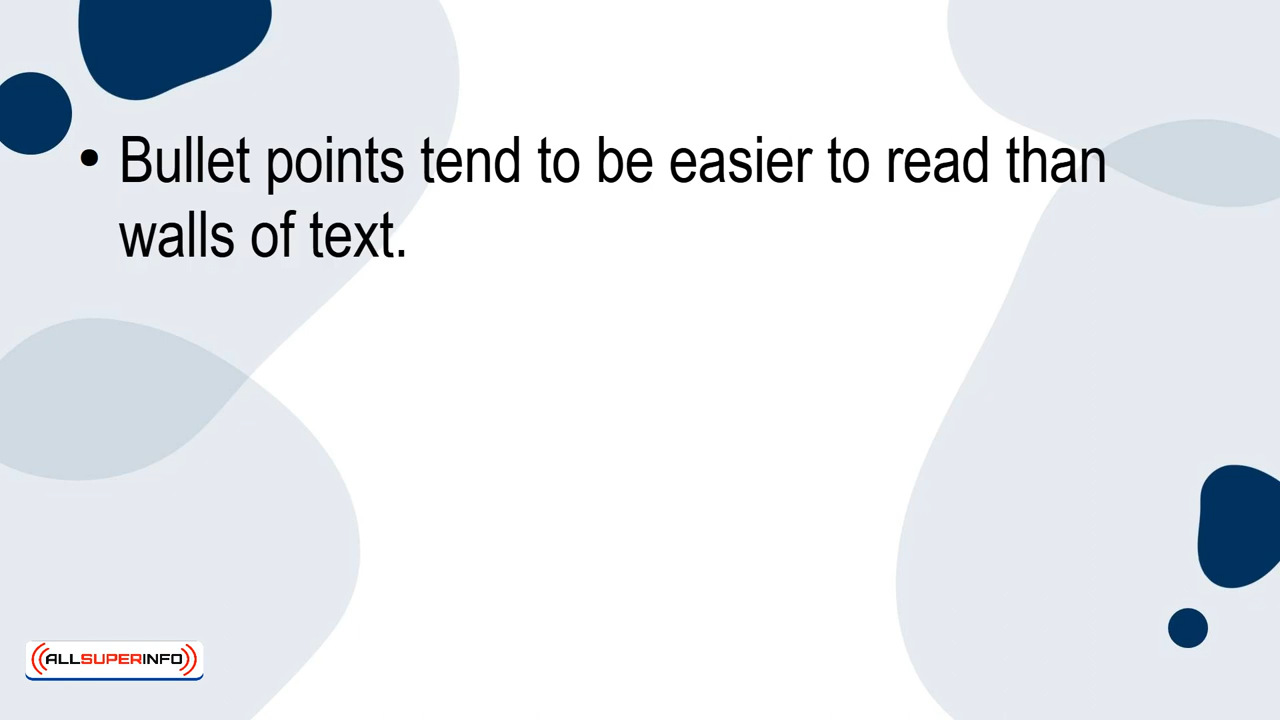 • Bullet points tend to be easier to read than
walls of text.
ALLSUPERINFO